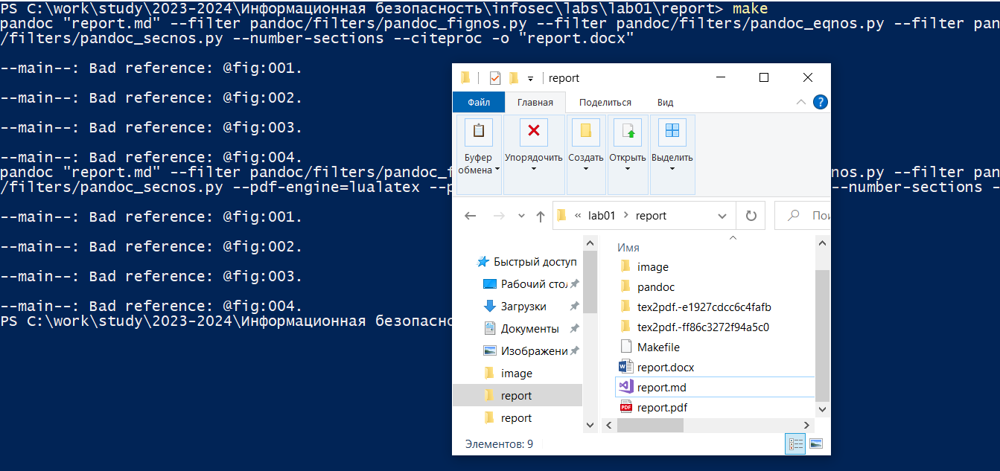 PS C:\work\study\2023-2024\Информационная безопасность\infosec\labs\lab01\report> make
pandoc "report.md" --filter pandoc/filters/pandoc_fignos.py --filter pandoc/filters/pandoc_eqnos.py --filter pan
/filters/pandoc_secnos.py --number-sections --citeproc -o "report.docx"
--main--: Bad reference: @fig:001.
--main--: Bad reference: @fig:002.
--main--: Bad reference: @fig:003.
--main--: Bad reference: @fig:004.
pandoc "report.md" --filter pandoc/filters/pandoc_f
nos.py --filter pan
/filters/pandoc_secnos.py --pdf-engine=lualatex --p
--number-sections -
--main--: Bad reference: @fig:001.
--main--: Bad reference: @fig:002.
--main--: Bad reference: @fig:003.
--main--: Bad reference: @fig:004.
PS C:\work\study\2023-2024\Информационная безопасно
report
Файл Главная Поделиться Вид
Буфер обмена Упорядочить Создать Открыть Выделить
« lab01 > report
Пои
Быстрый доступ
Рабочий стол
Загрузки
Документы
Изображени
image
report
report
Имя
image
pandoc
tex2pdf.-e1927cdcc6c4fafb
tex2pdf.-ff86c3272f94a5c0
Makefile
report.docx
report.md
report.pdf
Элементов: 9